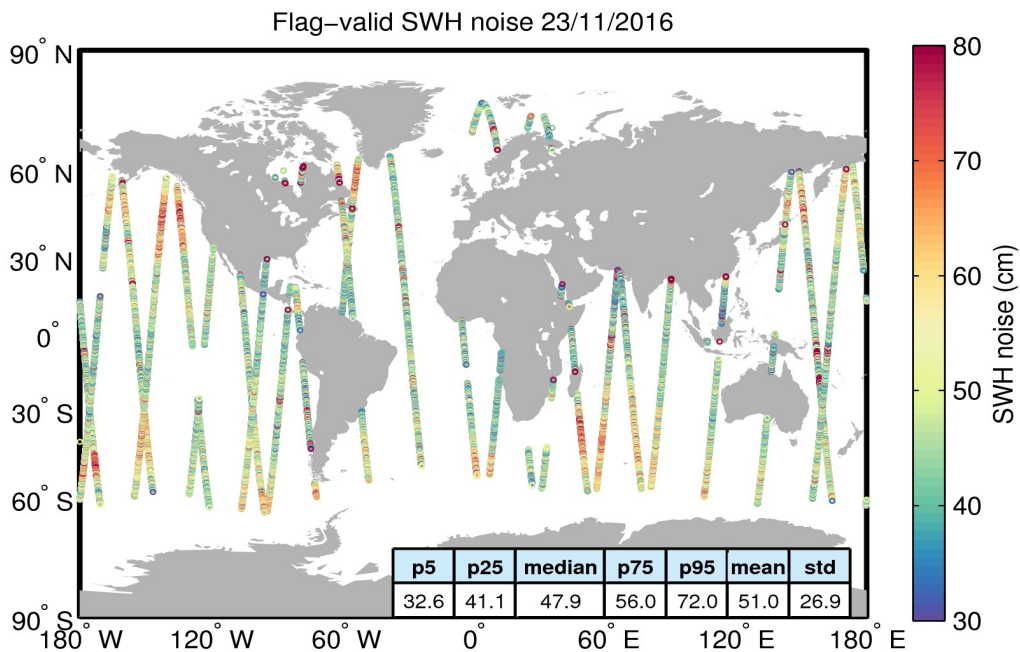 Flag−valid SWH noise 23/11/2016
90° N
60° N
30° N
0°
30° S
60° S
90° S
180° W
120° W
60° W
0°
60° E
120° E
180° E
80
70
60
50
40
30
SWH noise (cm)
p5 p25 median p75 p95 mean std
32.6 41.1 47.9 56.0 72.0 51.0 26.9